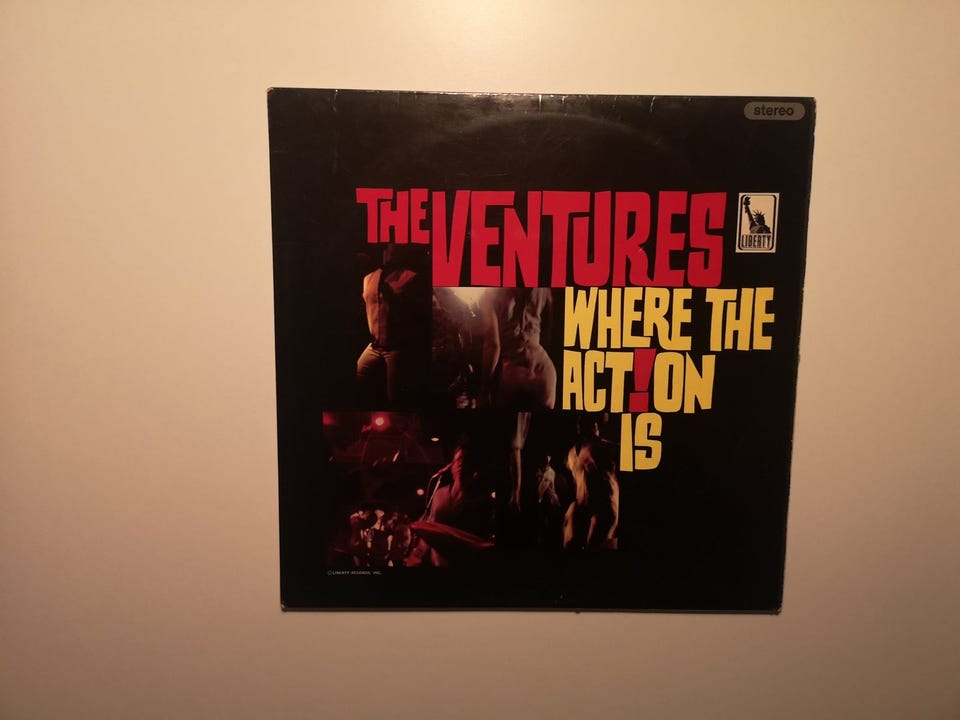 stereo
THE VENTURES
LIBERTY
WHERE THE
ACT!ON
IS
©LIBERTY RECORDS, INC.